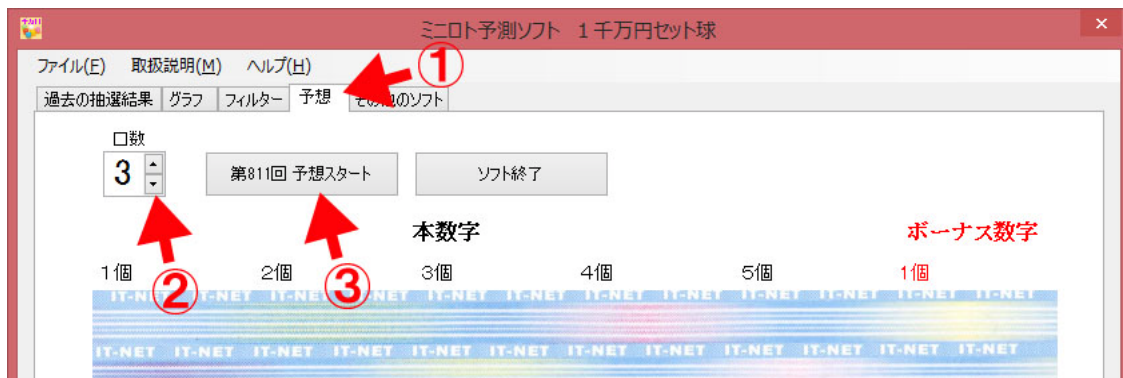 ミニロト予測ソフト 1千万円セット球
ファイル(F) 取扱説明(M) ヘルプ(H)
①
過去の抽選結果 グラフ フィルター 予想 その他のソフト
口数
3 第811回 予想スタート ソフト終了
本数字 ボーナス数字
1個 2個 3個 4個 5個 1個
② ③
IT-NET IT-NET IT-NET IT-NET IT-NET IT-NET IT-NET IT-NET IT-NET IT-NET IT-NET IT-NET
IT-NET IT-NET IT-NET IT-NET IT-NET IT-NET IT-NET IT-NET IT-NET IT-NET IT-NET IT-NET